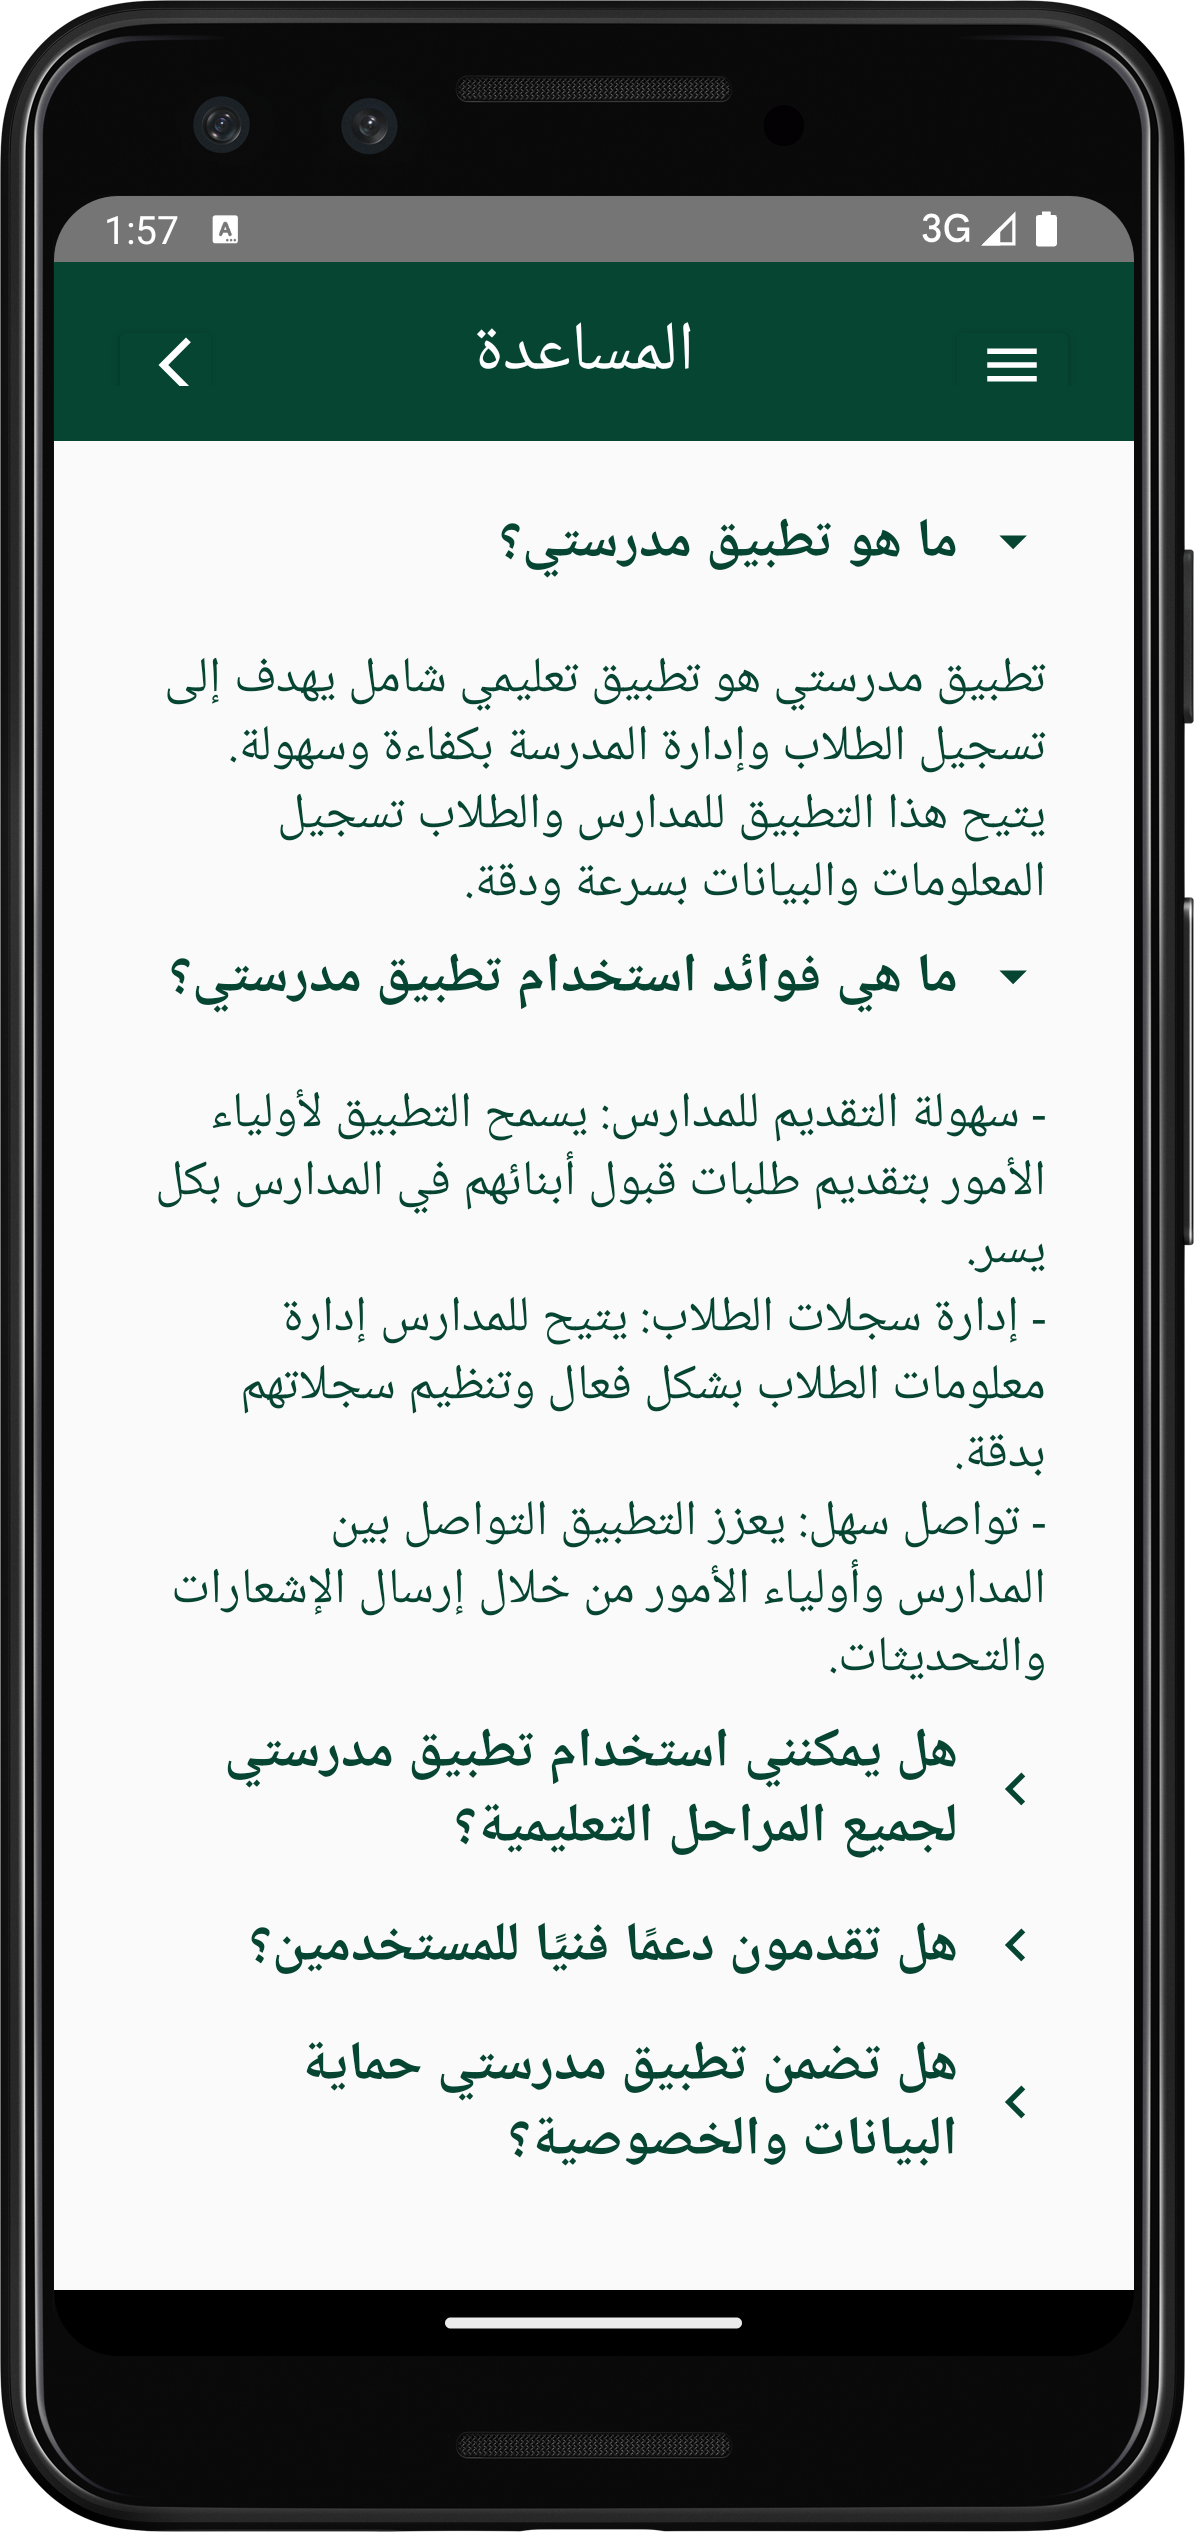 1:57 A 3G
المساعدة
ما هو تطبيق مدرستي؟
تطبيق مدرستي هو تطبيق تعليمي شامل يهدف إلى
تسجيل الطلاب وإدارة المدرسة بكفاءة وسهولة.
يتيح هذا التطبيق للمدارس والطلاب تسجيل
المعلومات والبيانات بسرعة ودقة.
ما هي فوائد استخدام تطبيق مدرستي؟
- سهولة التقديم للمدارس: يسمح التطبيق لأولياء
الأمور بتقديم طلبات قبول أبنائهم في المدارس بكل
يسر.
- إدارة سجلات الطلاب: يتيح للمدارس إدارة
معلومات الطلاب بشكل فعال وتنظيم سجلاتهم
بدقة.
- تواصل سهل: يعزز التطبيق التواصل بين
المدارس وأولياء الأمور من خلال إرسال الإشعارات
والتحديثات.
هل يمكنني استخدام تطبيق مدرستي
لجميع المراحل التعليمية؟
هل تقدمون دعمًا فنيًا للمستخدمين؟
هل تضمن تطبيق مدرستي حماية
البيانات والخصوصية؟